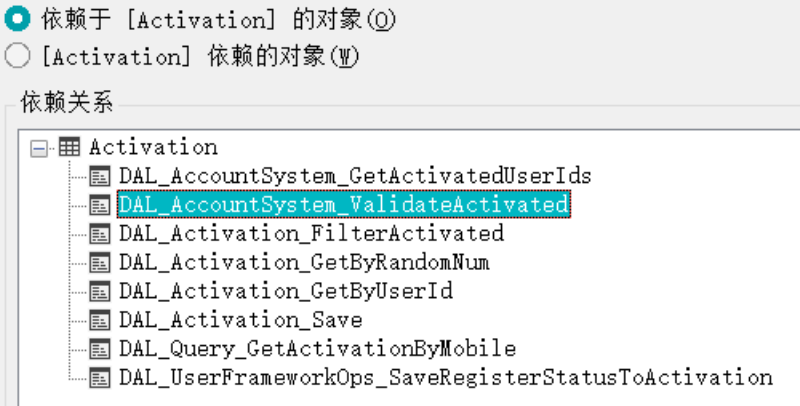 依赖于 [Activation] 的对象(O)
[Activation] 依赖的对象(W)
依赖关系
Activation
DAL_AccountSystem_GetActivatedUserIds
DAL_AccountSystem_ValidateActivated
DAL_Activation_FilterActivated
DAL_Activation_GetByRandomNum
DAL_Activation_GetByUserId
DAL_Activation_Save
DAL_Query_GetActivationByMobile
DAL_UserFrameworkOps_SaveRegisterStatusToActivation